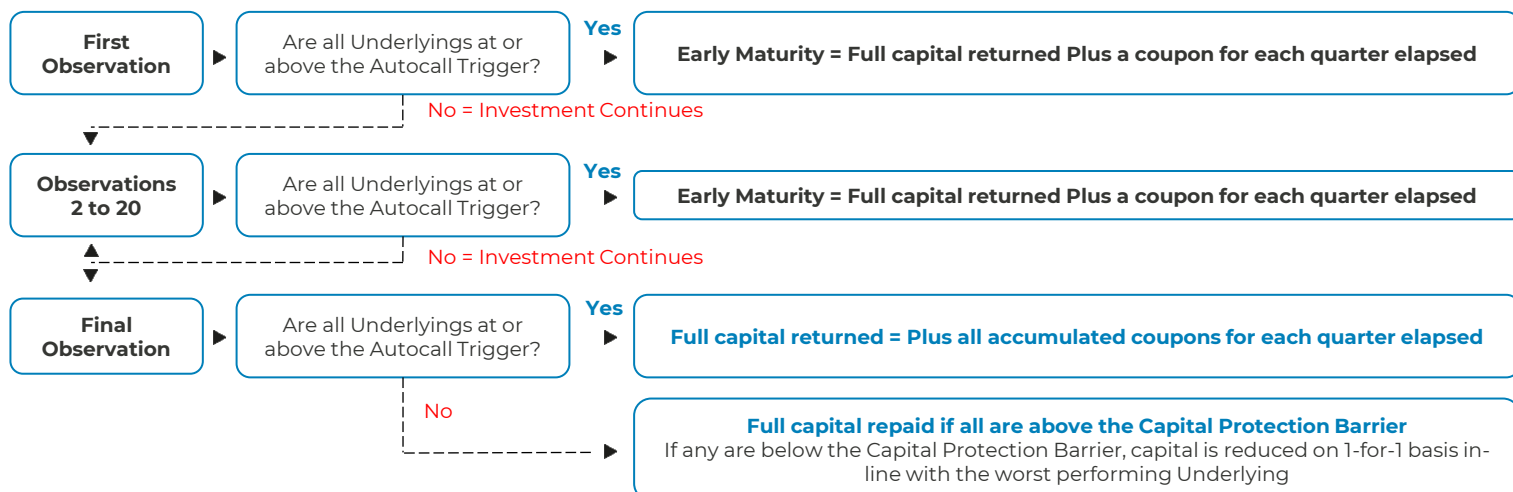 First
Observation
Are all Underlyings at or
above the Autocall Trigger?
Yes
Early Maturity = Full capital returned Plus a coupon for each quarter elapsed
No = Investment Continues
Observations
2 to 20
Are all Underlyings at or
above the Autocall Trigger?
Yes
Early Maturity = Full capital returned Plus a coupon for each quarter elapsed
No = Investment Continues
Final
Observation
Are all Underlyings at or
above the Autocall Trigger?
Yes
Full capital returned = Plus all accumulated coupons for each quarter elapsed
No
Full capital repaid if all are above the Capital Protection Barrier
If any are below the Capital Protection Barrier, capital is reduced on 1-for-1 basis in-
line with the worst performing Underlying